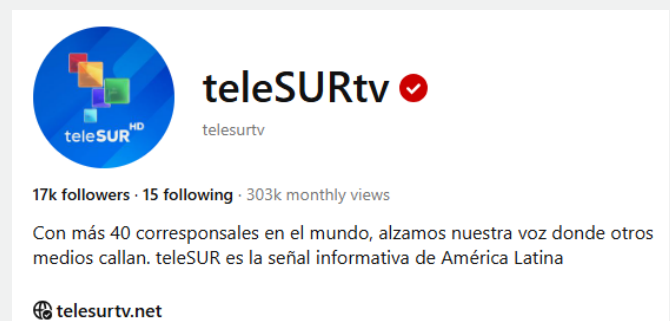 teleSUR HD
teleSURtv
telesurtv
17k followers · 15 following · 303k monthly views
Con más 40 corresponsales en el mundo, alzamos nuestra voz donde otros
medios callan. teleSUR es la señal informativa de América Latina
telesurtv.net